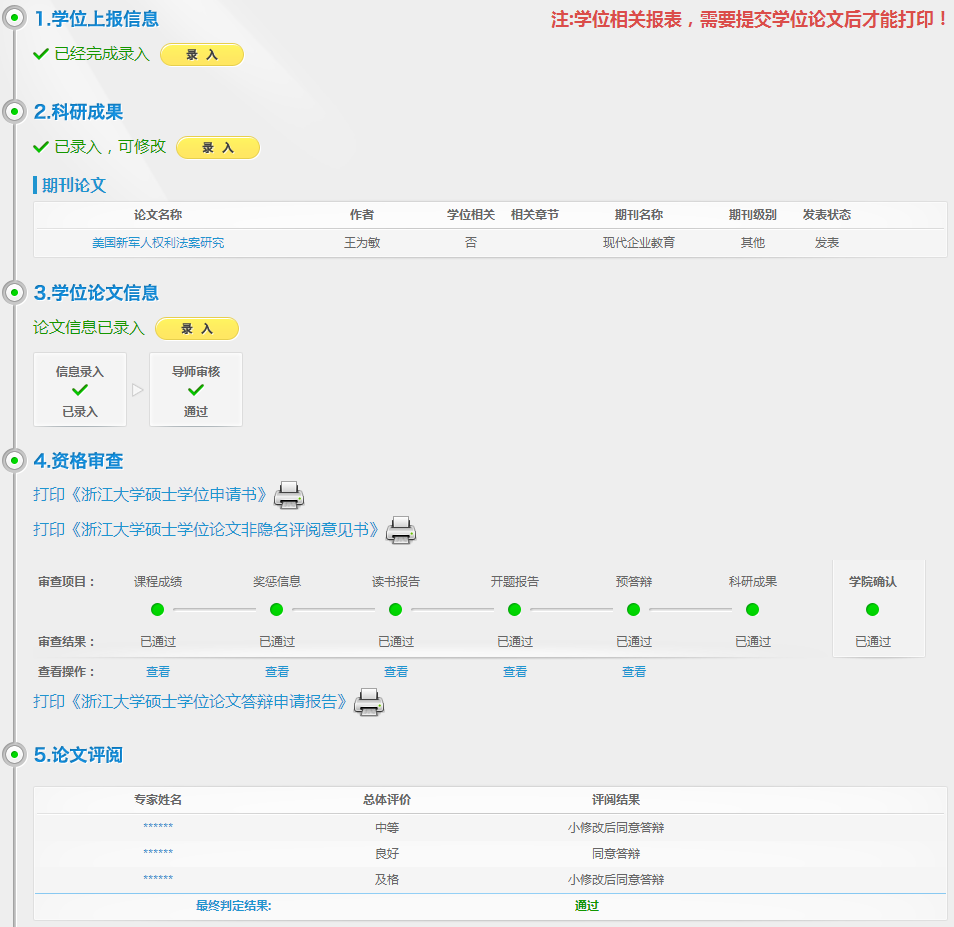 1.学位上报信息 注:学位相关报表，需要提交学位论文后才能打印！
已经完成录入 录 入
2.科研成果
已录入，可修改 录 入
期刊论文
论文名称 作者 学位相关 相关章节 期刊名称 期刊级别 发表状态
美国新军人权利法案研究 王为敏 否 现代企业教育 其他 发表
3.学位论文信息
论文信息已录入 录 入
信息录入 导师审核
已录入 通过
4.资格审查
打印《浙江大学硕士学位申请书》
打印《浙江大学硕士学位论文非隐名评阅意见书》
审查项目： 课程成绩 奖惩信息 读书报告 开题报告 预答辩 科研成果 学院确认
审查结果： 已通过 已通过 已通过 已通过 已通过 已通过 已通过
查看操作： 查看 查看 查看 查看 查看
打印《浙江大学硕士学位论文答辩申请报告》
5.论文评阅
专家姓名 总体评价 评阅结果
****** 中等 小修改后同意答辩
****** 良好 同意答辩
****** 及格 小修改后同意答辩
最终判定结果: 通过